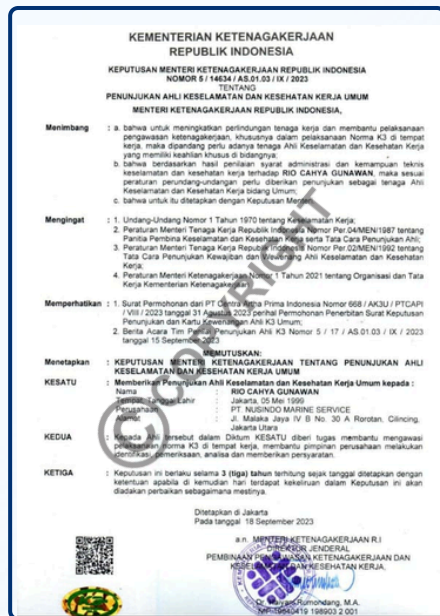 KEMENTERIAN KETENAGAKERJAAN
REPUBLIK INDONESIA
KEPUTUSAN MENTERI KETENAGAKERJAAN REPUBLIK INDONESIA
NOMOR 5 / 14634 / AS.01.03 / IX / 2023
TENTANG
PENUNJUKAN AHLI KESELAMATAN DAN KESEHATAN KERJA UMUM
MENTERI KETENAGAKERJAAN REPUBLIK INDONESIA,
Menimbang : a. bahwa untuk meningkatkan perlindungan tenaga kerja dan membantu pelaksanaan
pengawasan ketenagakerjaan, khususnya dalam pelaksanaan Norma K3 di tempat
kerja, maka dipandang perlu adanya tenaga Ahli Keselamatan dan Kesehatan Kerja
yang memiliki keahlian khusus di bidangnya;
b. bahwa berdasarkan hasil penilaian syarat administrasi dan kemampuan teknis
keselamatan dan kesehatan kerja terhadap RIO CAHYA GUNAWAN, maka sesuai
peraturan perundang-undangan perlu diberikan penunjukan sebagai tenaga Ahli
Keselamatan dan Kesehatan Kerja bidang Umum;
c. bahwa untuk itu ditetapkan dengan Keputusan Menteri.
Mengingat : 1. Undang-Undang Nomor 1 Tahun 1970 tentang Keselamatan Kerja;
2. Peraturan Menteri Tenaga Kerja Republik Indonesia Nomor Per.04/MEN/1987 tentang
Panitia Pembina Keselamatan dan Kesehatan Kerja serta Tata Cara Penunjukan Ahli;
3. Peraturan Menteri Tenaga Kerja Republik Indonesia Nomor Per.02/MEN/1992 tentang
Tata Cara Penunjukan Kewajiban dan Wewenang Ahli Keselamatan dan Kesehatan
Kerja;
4. Peraturan Menteri Ketenagakerjaan Nomor 1 Tahun 2021 tentang Organisasi dan Tata
Kerja Kementerian Ketenagakerjaan.
Memperhatikan : 1. Surat Permohonan dari PT Centra Artha Prima Indonesia Nomor 668 / AK3U / PTCAPI
/ VIII / 2023 tanggal 31 Agustus 2023 perihal Permohonan Penerbitan Surat Keputusan
Penunjukan dan Kartu Kewenangan Ahli K3 Umum;
2. Berita Acara Tim Penilai Penunjukan Ahli K3 Nomor 5 / 17 / AS.01.03 / IX / 2023
tanggal 15 September 2023
MEMUTUSKAN:
Menetapkan : KEPUTUSAN MENTERI KETENAGAKERJAAN TENTANG PENUNJUKAN AHLI
KESELAMATAN DAN KESEHATAN KERJA UMUM
KESATU : Memberikan Penunjukan Ahli Keselamatan dan Kesehatan Kerja Umum kepada :
Nama : RIO CAHYA GUNAWAN
Tempat Tanggal Lahir : Jakarta, 05 Mei 1999
Perusahaan : PT. NUSINDO MARINE SERVICE
Alamat : Jl. Malaka Jaya IV B No. 30 A Rorotan, Cilincing,
Jakarta Utara
KEDUA : Kepada Ahli tersebut dalam Diktum KESATU diberi tugas membantu mengawasi
pelaksanaan norma K3 di tempat kerja, membantu pimpinan perusahaan melakukan
identifikasi, pemeriksaan, analisa dan memberikan persyaratan.
KETIGA : Keputusan ini berlaku selama 3 (tiga) tahun terhitung sejak tanggal ditetapkan dengan
ketentuan apabila di kemudian hari terdapat kekeliruan dalam Keputusan ini akan
diadakan perbaikan sebagaimana mestinya.
Ditetapkan di Jakarta
Pada tanggal 18 September 2023
a.n. MENTERI KETENAGAKERJAAN R.I
DIREKTUR JENDERAL
PEMBINAAN PENGAWASAN KETENAGAKERJAAN DAN
KESELAMATAN DAN KESEHATAN KERJA,
Rumondang, M.A.
198903 2 001
© COPYRIGHT